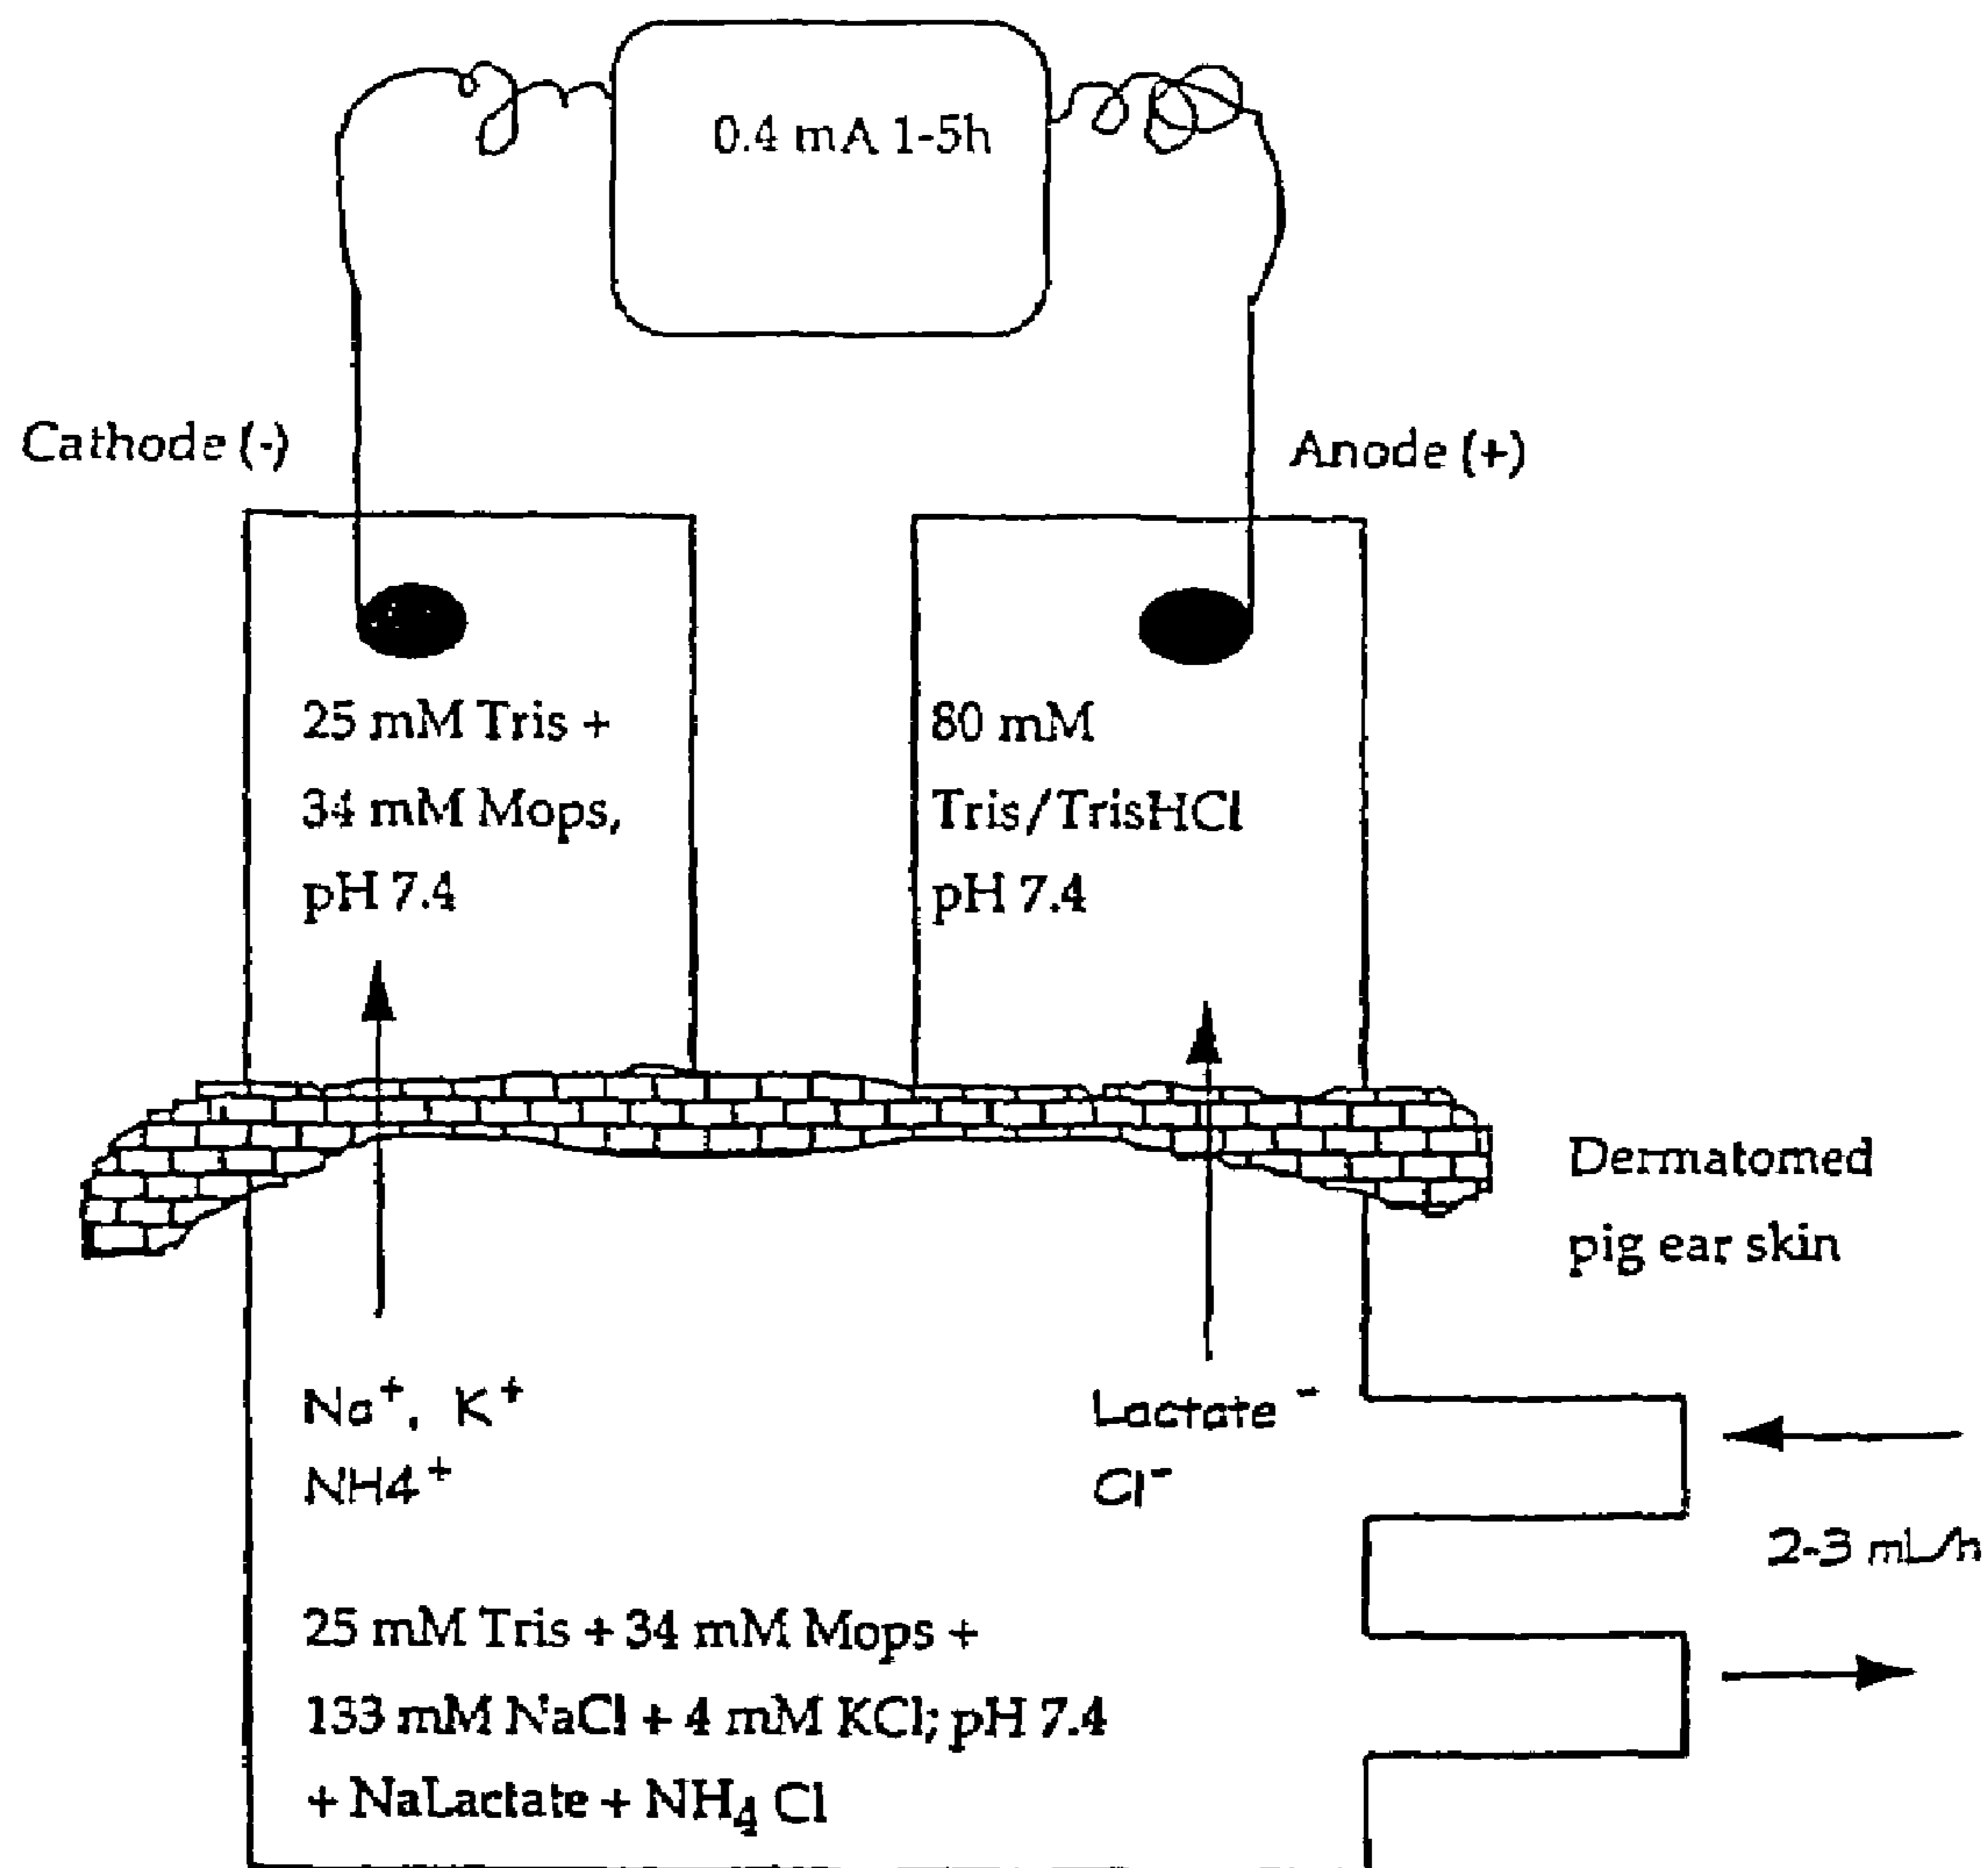 0.4 mA 1-5h
Cathode (-)
Anode (+)
25 mM Tris +
34 mM Mops,
pH 7.4
80 mM
Tris/TrisHCl
pH 7.4
Dermatomed
pig ear skin
Na⁺, K⁺
NH4⁺
Lactate⁻
Cl⁻
2-3 mL/h
25 mM Tris + 34 mM Mops +
133 mM NaCl + 4 mM KCl; pH 7.4
+ NaLactate + NH₄ Cl